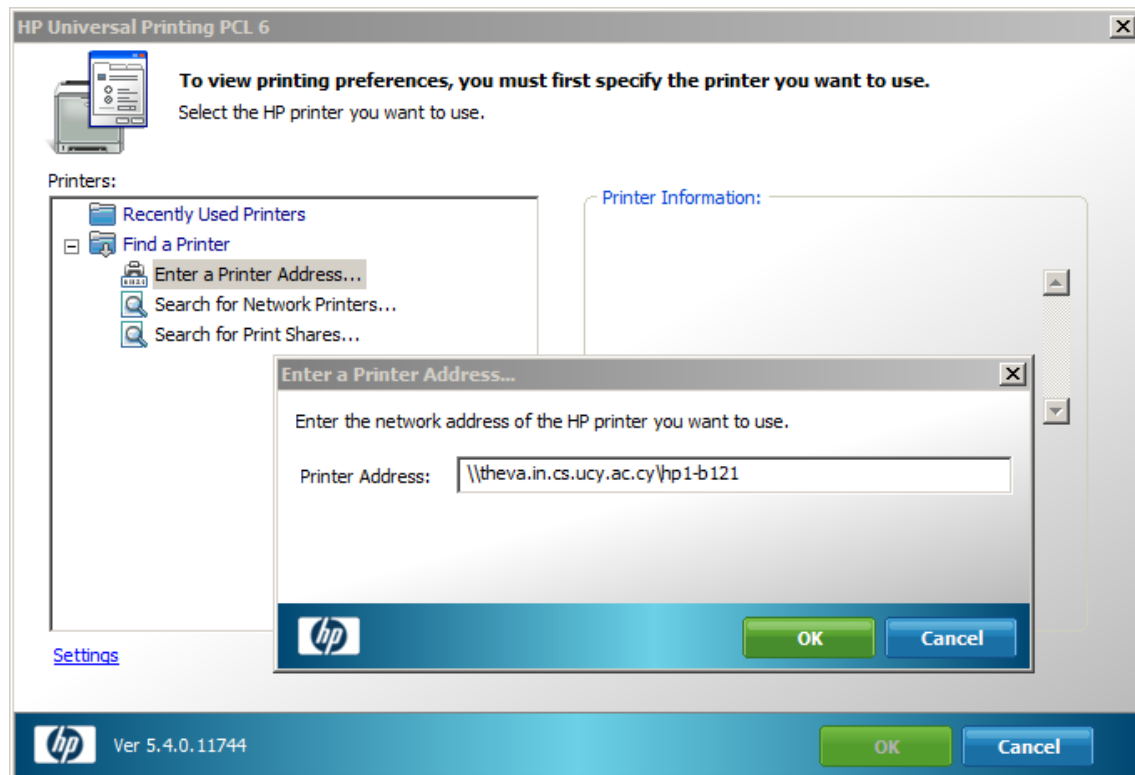 HP Universal Printing PCL 6
To view printing preferences, you must first specify the printer you want to use.
Select the HP printer you want to use.
Printers:
Printer Information:
Recently Used Printers
Find a Printer
Enter a Printer Address...
Search for Network Printers...
Search for Print Shares...
Enter a Printer Address...
Enter the network address of the HP printer you want to use.
Printer Address: \\theva.in.cs.ucy.ac.cy\hp1-b121
hp OK Cancel
Settings
hp Ver 5.4.0.11744 OK Cancel